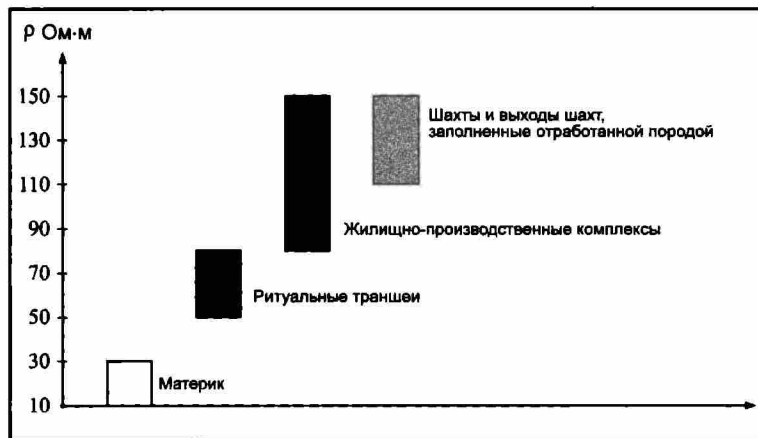 ρ Ом·м
150
130
110
90
70
50
30
10
Шахты и выходы шахт,
заполненные отработанной породой
Жилищно-производственные комплексы
Ритуальные траншеи
Материк